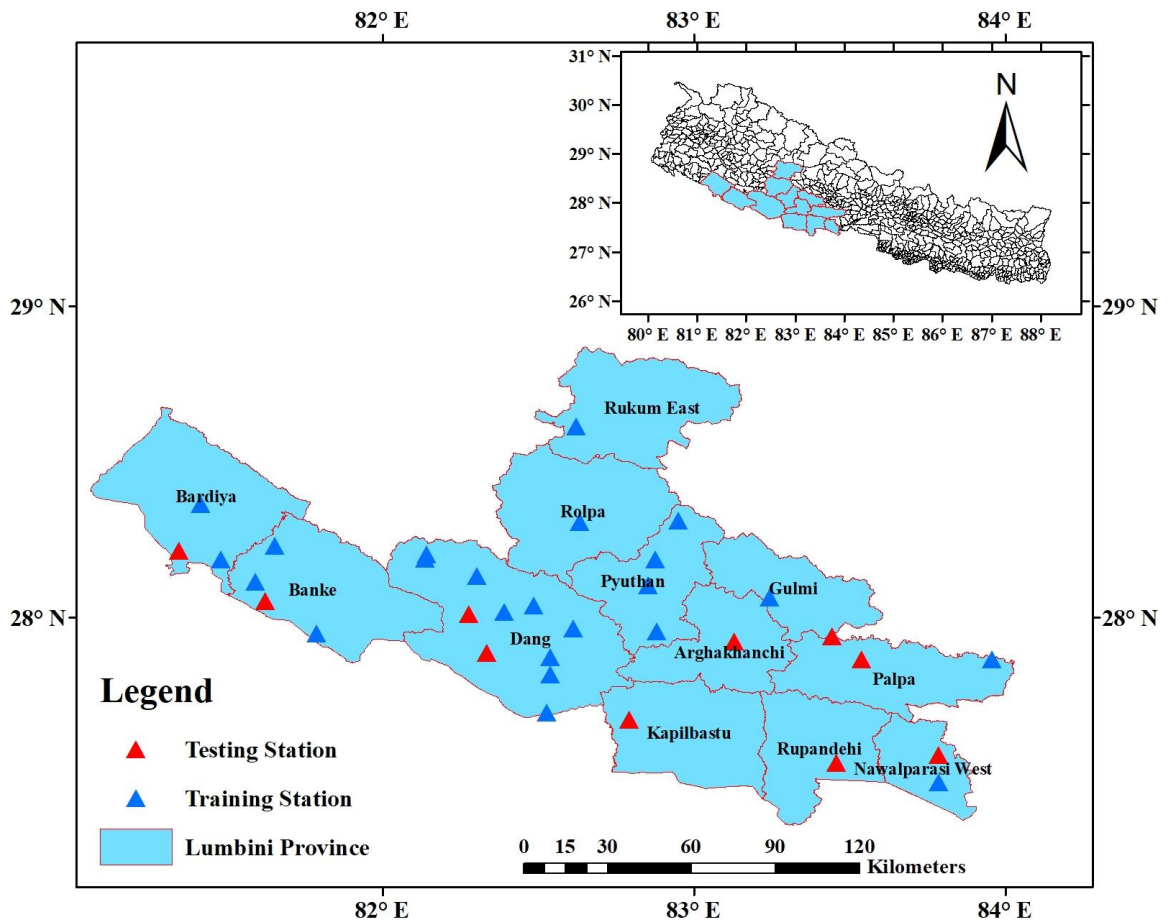 82° E 83° E 84° E
31° N
30° N
29° N
28° N
27° N
26° N
N
80° E 81° E 82° E 83° E 84° E 85° E 86° E 87° E 88° E
29° N 29° N
Rukum East
Bardiya
Rolpa
Banke
Pyuthan
Gulmi
28° N 28° N
Dang
Arghakhanchi
Palpa
Kapilbastu
Rupandehi
Nawalparasi West
Legend
Testing Station
Training Station
Lumbini Province
0 15 30 60 90 120
Kilometers
82° E 83° E 84° E